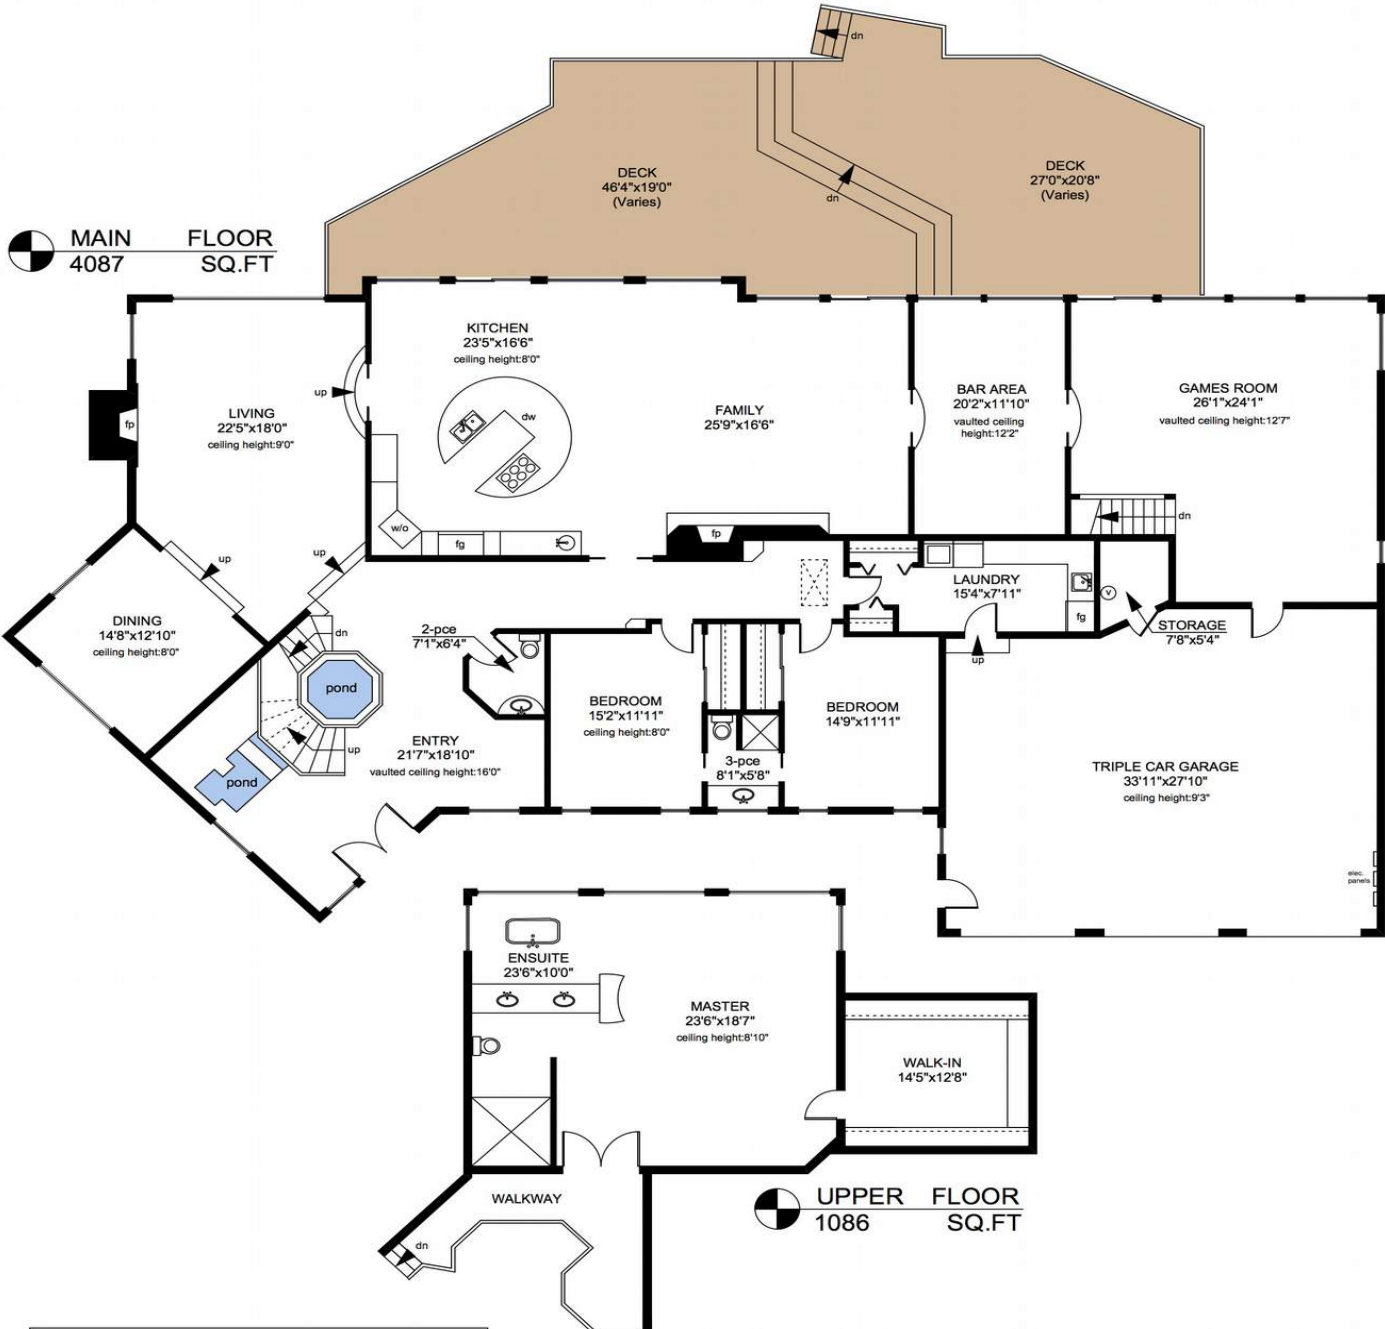 dn
DECK
46'4"x19'0"
(Varies)
DECK
27'0"x20'8"
(Varies)
dn
MAIN FLOOR
4087 SQ.FT
KITCHEN
23'5"x16'6"
ceiling height:8'0"
up
dw
LIVING
22'5"x18'0"
ceiling height:9'0"
fp
FAMILY
25'9"x16'6"
BAR AREA
20'2"x11'10"
vaulted ceiling
height:12'2"
GAMES ROOM
26'1"x24'1"
vaulted ceiling height:12'7"
w/o
fg
fp
dn
up
up
DINING
14'8"x12'10"
ceiling height:8'0"
LAUNDRY
15'4"x7'11"
fg
v
STORAGE
7'8"x5'4"
dn
2-pce
7'1"x6'4"
up
pond
BEDROOM
15'2"x11'11"
ceiling height:8'0"
BEDROOM
14'9"x11'11"
ENTRY
21'7"x18'10"
vaulted ceiling height:16'0"
up
pond
3-pce
8'1"x5'8"
TRIPLE CAR GARAGE
33'11"x27'10"
ceiling height:9'3"
elec.
panels
ENSUITE
23'6"x10'0"
MASTER
23'6"x18'7"
ceiling height:8'10"
WALK-IN
14'5"x12'8"
WALKWAY
dn
UPPER FLOOR
1086 SQ.FT